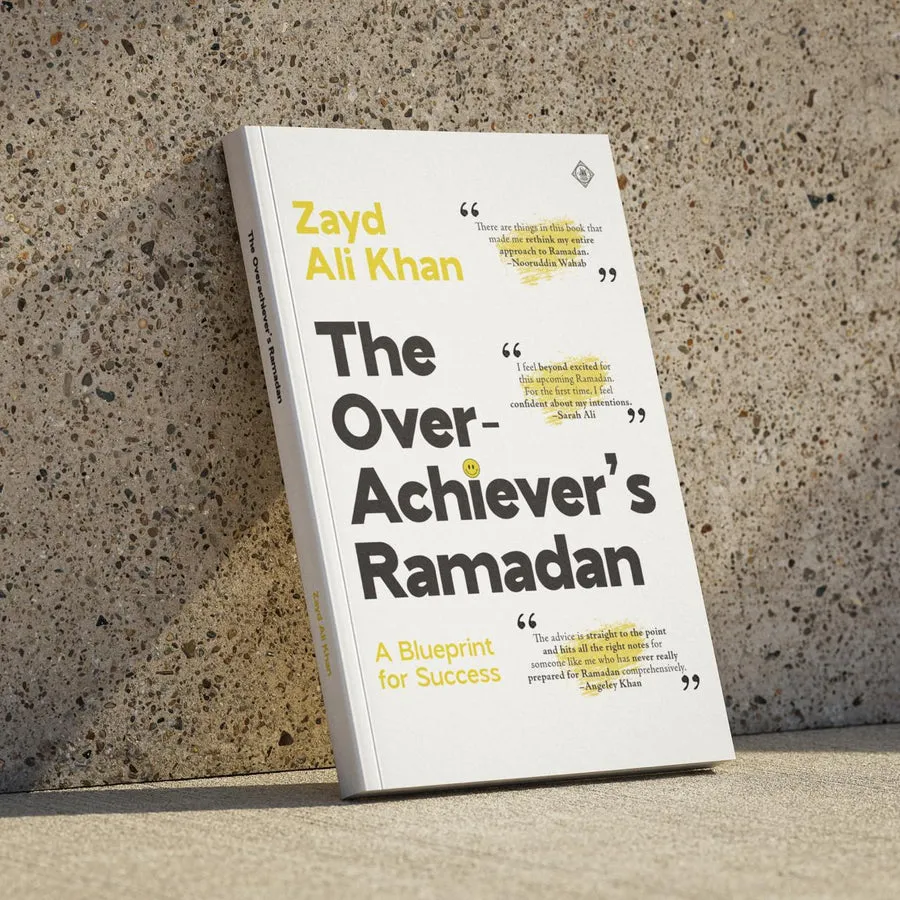 Zayd
Ali Khan
“
There are things in this book that
made me rethink my entire
approach to Ramadan.
–Nooruddin Wahab
”
The
Over-
Achiever’s
Ramadan
“
I feel beyond excited for
this upcoming Ramadan.
For the first time, I feel
confident about my intentions.
–Sarah Ali
”
A Blueprint
for Success
“
The advice is straight to the point
and hits all the right notes for
someone like me who has never really
prepared for Ramadan comprehensively.
–Angeley Khan
”
The Overachiever’s Ramadan
Zayd Ali Khan